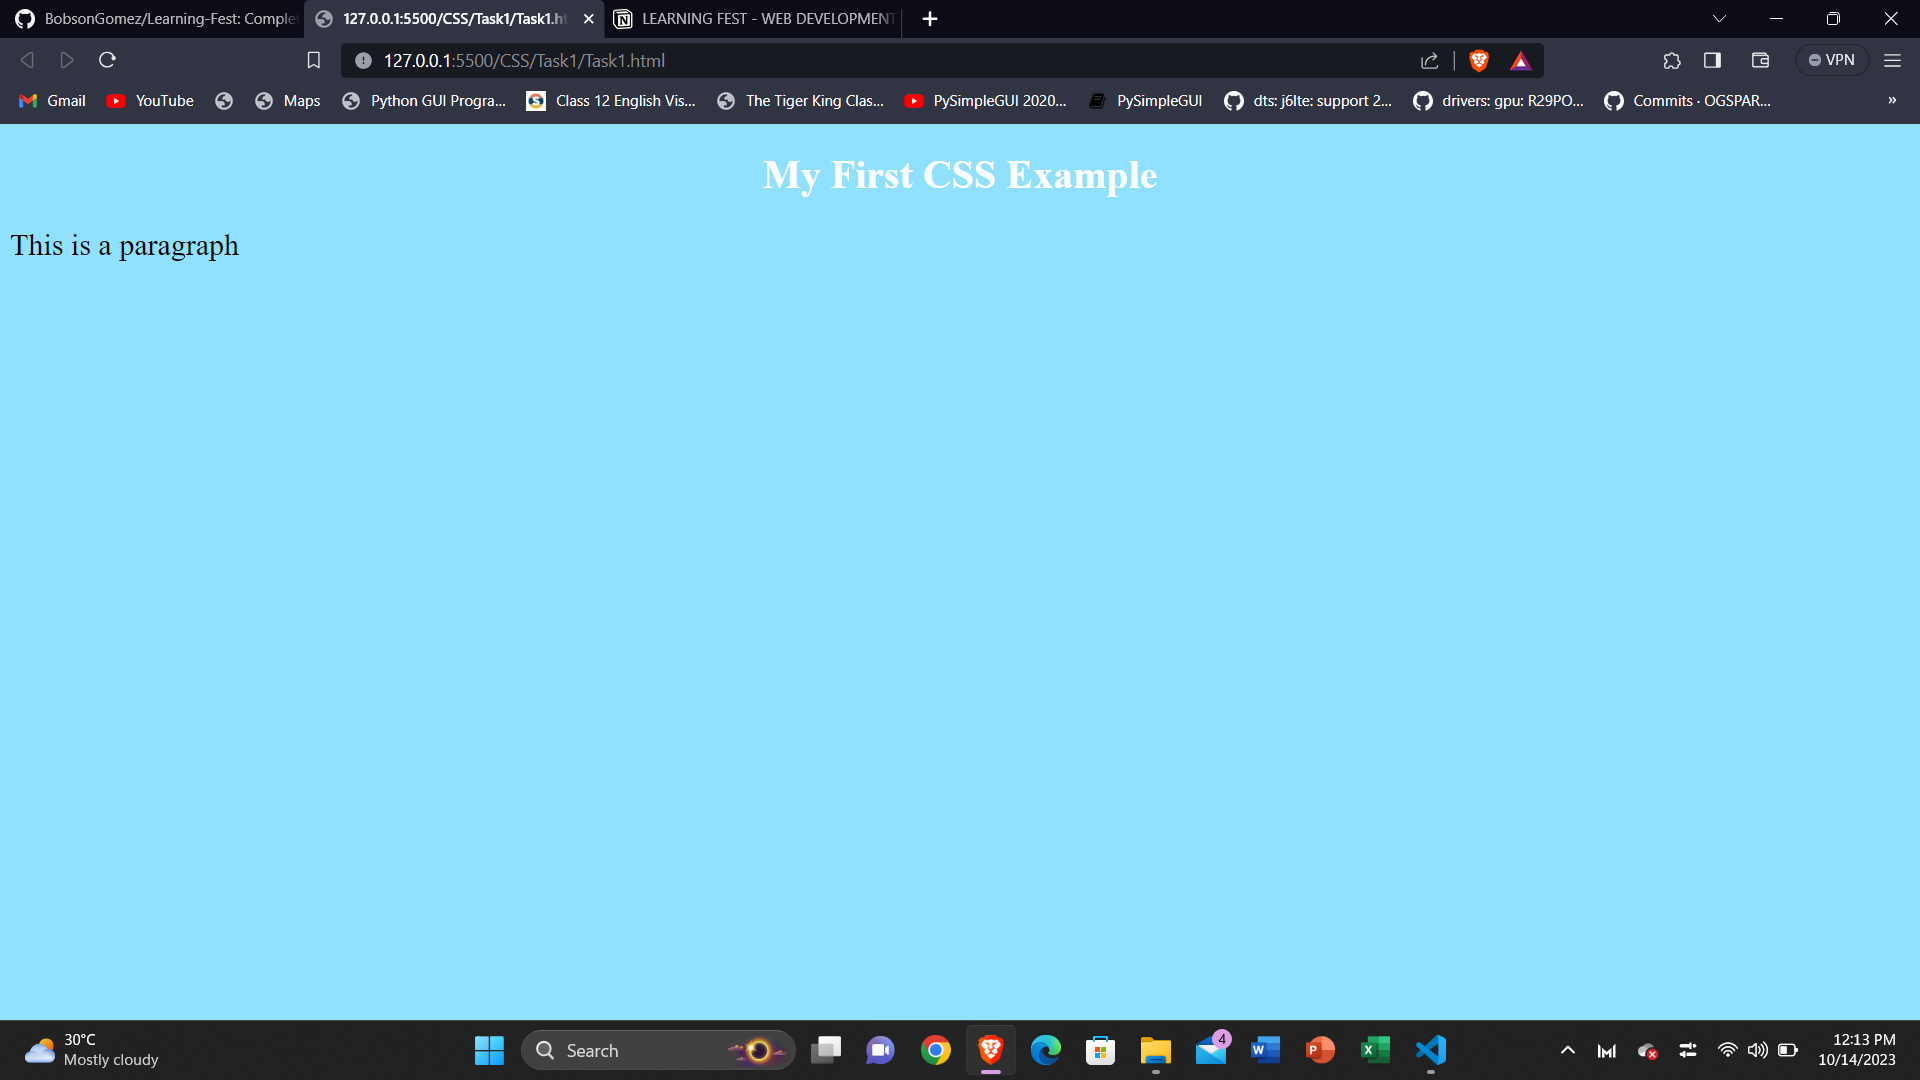 BobsonGomez/Learning-Fest: Comple
127.0.0.1:5500/CSS/Task1/Task1.ht
LEARNING FEST - WEB DEVELOPMENT
127.0.0.1:5500/CSS/Task1/Task1.html
VPN
Gmail
YouTube
Maps
Python GUI Progra...
Class 12 English Vis...
The Tiger King Clas...
PySimpleGUI 2020...
PySimpleGUI
dts: j6lte: support 2...
drivers: gpu: R29PO...
Commits · OGSPAR...
»
My First CSS Example
This is a paragraph
30°C
Mostly cloudy
Search
4
12:13 PM
10/14/2023